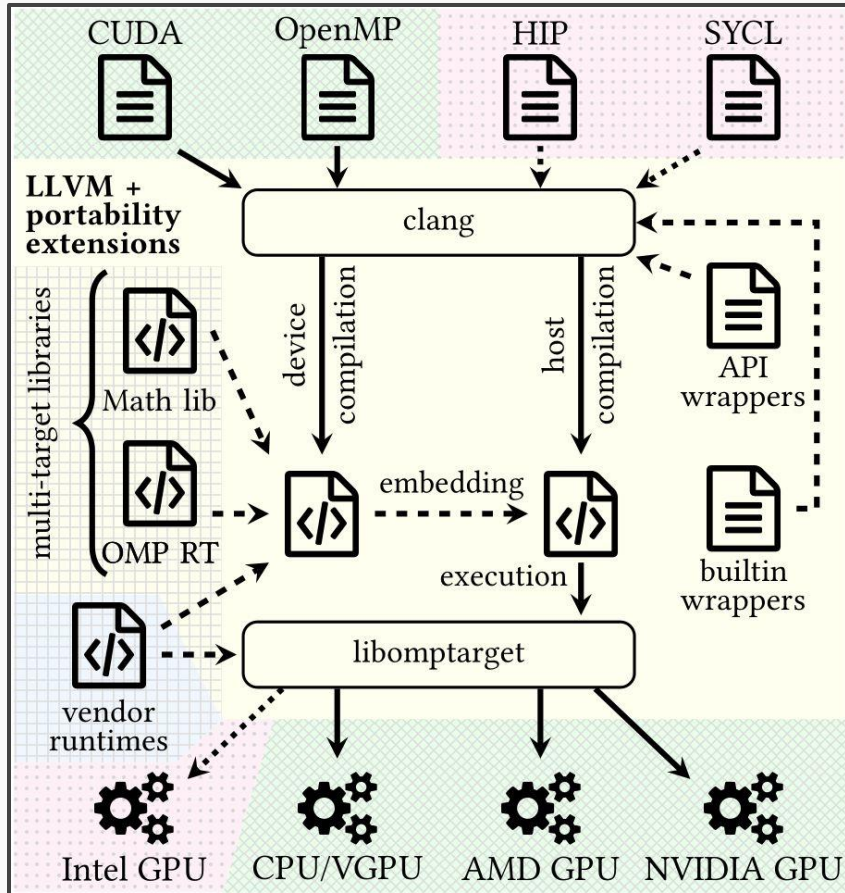 CUDA
OpenMP
HIP
SYCL
LLVM +
portability
extensions
clang
multi-target libraries
Math lib
OMP RT
device
compilation
host
compilation
API
wrappers
embedding
execution
builtin
wrappers
libomptarget
vendor
runtimes
Intel GPU
CPU/VGPU
AMD GPU
NVIDIA GPU